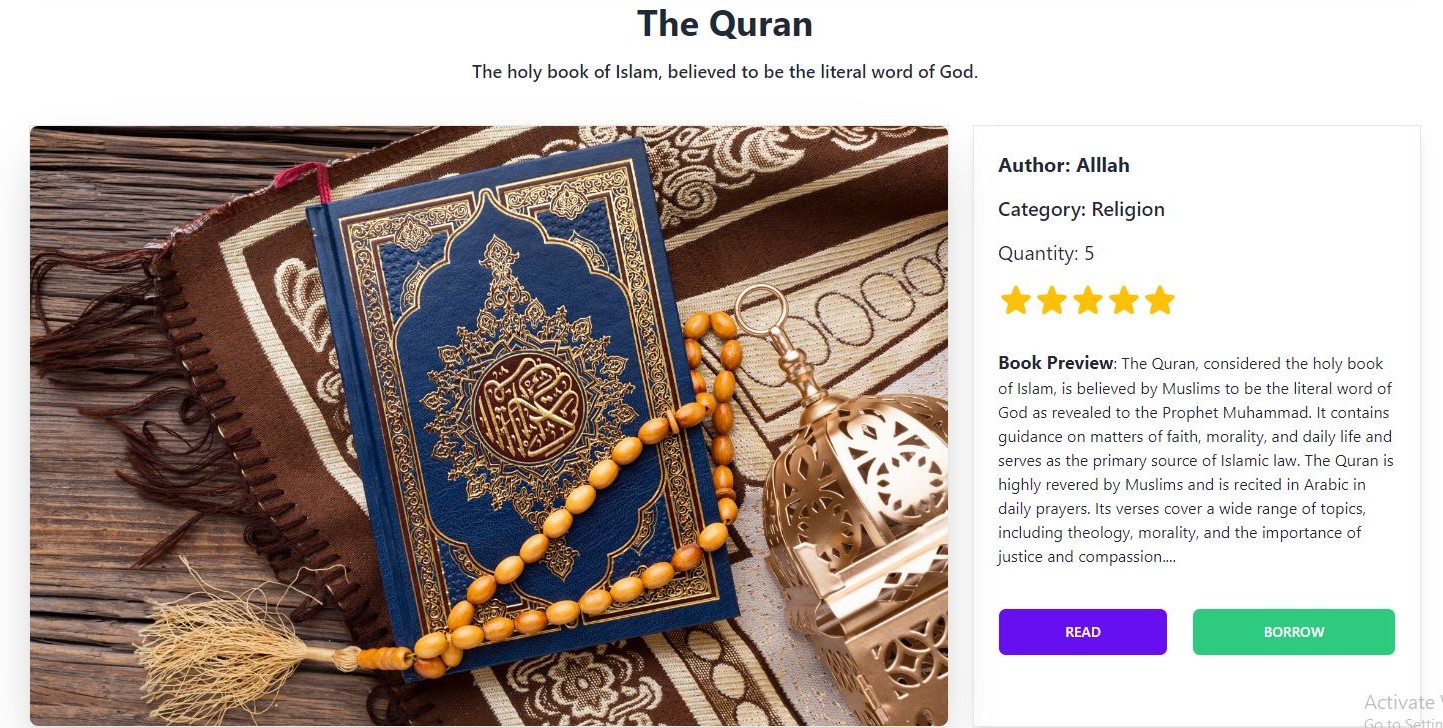 The Quran
The holy book of Islam, believed to be the literal word of God.
Author: Alllah
Category: Religion
Quantity: 5
Book Preview: The Quran, considered the holy book
of Islam, is believed by Muslims to be the literal word of
God as revealed to the Prophet Muhammad. It contains
guidance on matters of faith, morality, and daily life and
serves as the primary source of Islamic law. The Quran is
highly revered by Muslims and is recited in Arabic in
daily prayers. Its verses cover a wide range of topics,
including theology, morality, and the importance of
justice and compassion....
READ
BORROW
Activate
Go to